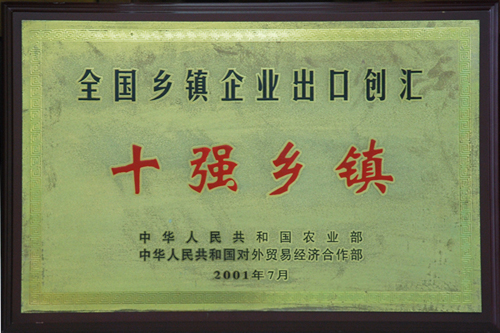 全国乡镇企业出口创汇
十强乡镇
中华人民共和国农业部
中华人民共和国对外贸易经济合作部
2001年7月